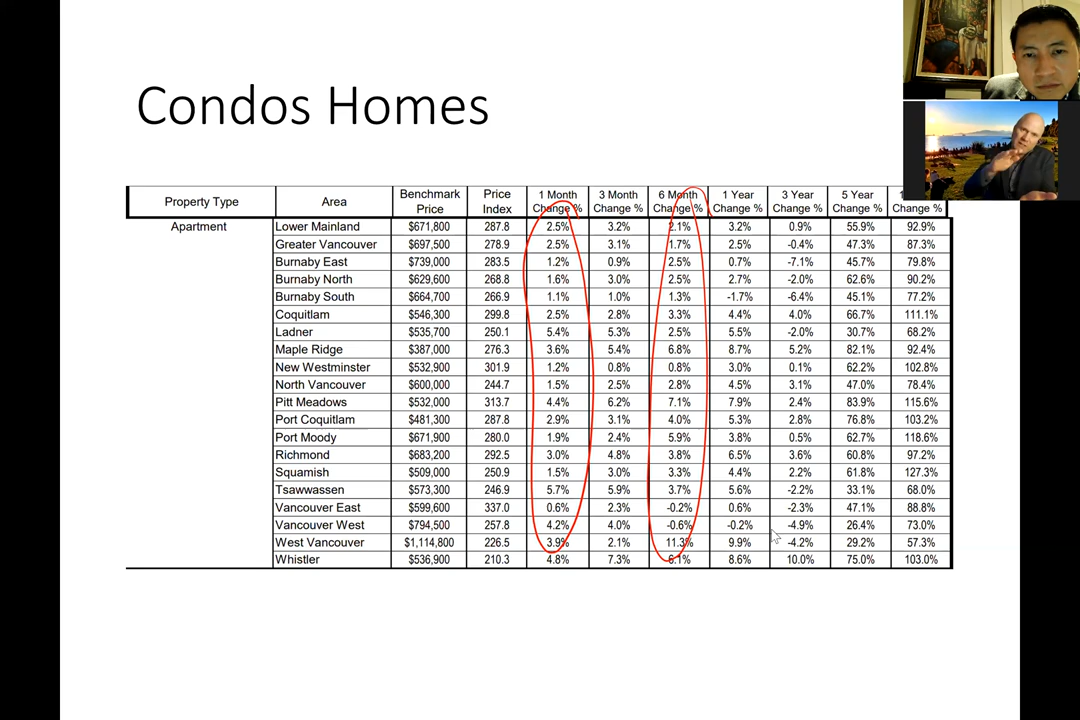 Condos Homes
Property Type Area Benchmark Price Price Index 1 Month Change % 3 Month Change % 6 Month Change % 1 Year Change % 3 Year Change % 5 Year Change % 1 Change %
Apartment Lower Mainland $671,800 287.8 2.5% 3.2% 2.1% 3.2% 0.9% 55.9% 92.9%
Greater Vancouver $697,500 278.9 2.5% 3.1% 1.7% 2.5% -0.4% 47.3% 87.3%
Burnaby East $739,000 283.5 1.2% 0.9% 2.5% 0.7% -7.1% 45.7% 79.8%
Burnaby North $629,600 268.8 1.6% 3.0% 2.5% 2.7% -2.0% 62.6% 90.2%
Burnaby South $664,700 266.9 1.1% 1.0% 1.3% -1.7% -6.4% 45.1% 77.2%
Coquitlam $546,300 299.8 2.5% 2.8% 3.3% 4.4% 4.0% 66.7% 111.1%
Ladner $535,700 250.1 5.4% 5.3% 2.5% 5.5% -2.0% 30.7% 68.2%
Maple Ridge $387,000 276.3 3.6% 5.4% 6.8% 8.7% 5.2% 82.1% 92.4%
New Westminster $532,900 301.9 1.2% 0.8% 0.8% 3.0% 0.1% 62.2% 102.8%
North Vancouver $600,000 244.7 1.5% 2.5% 2.8% 4.5% 3.1% 47.0% 78.4%
Pitt Meadows $532,000 313.7 4.4% 6.2% 7.1% 7.9% 2.4% 83.9% 115.6%
Port Coquitlam $481,300 287.8 2.9% 3.1% 4.0% 5.3% 2.8% 76.8% 103.2%
Port Moody $671,900 280.0 1.9% 2.4% 5.9% 3.8% 0.5% 62.7% 118.6%
Richmond $683,200 292.5 3.0% 4.8% 3.8% 6.5% 3.6% 60.8% 97.2%
Squamish $509,000 250.9 1.5% 3.0% 3.3% 4.4% 2.2% 61.8% 127.3%
Tsawwassen $573,300 246.9 5.7% 5.9% 3.7% 5.6% -2.2% 33.1% 68.0%
Vancouver East $599,600 337.0 0.6% 2.3% -0.2% 0.6% -2.3% 47.1% 88.8%
Vancouver West $794,500 257.8 4.2% 4.0% -0.6% -0.2% -4.9% 26.4% 73.0%
West Vancouver $1,114,800 226.5 3.9% 2.1% 11.3% 9.9% -4.2% 29.2% 57.3%
Whistler $536,900 210.3 4.8% 7.3% 6.1% 8.6% 10.0% 75.0% 103.0%